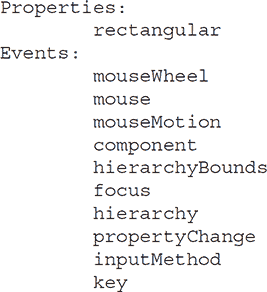 Properties:
rectangular
Events:
mouseWheel
mouse
mouseMotion
component
hierarchyBounds
focus
hierarchy
propertyChange
inputMethod
key